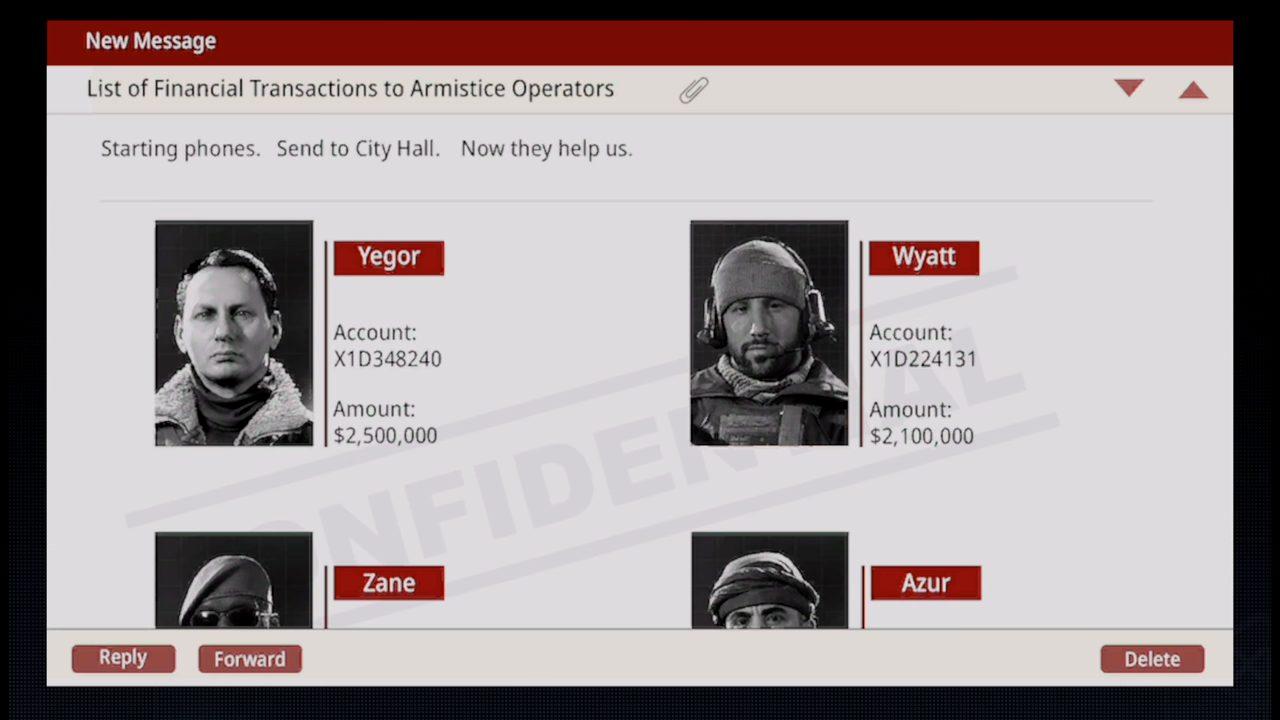 New Message
List of Financial Transactions to Armistice Operators
Starting phones. Send to City Hall. Now they help us.
Yegor
Account:
X1D348240
Amount:
$2,500,000
Wyatt
Account:
X1D224131
Amount:
$2,100,000
CONFIDENTIAL
Zane
Azur
Reply
Forward
Delete